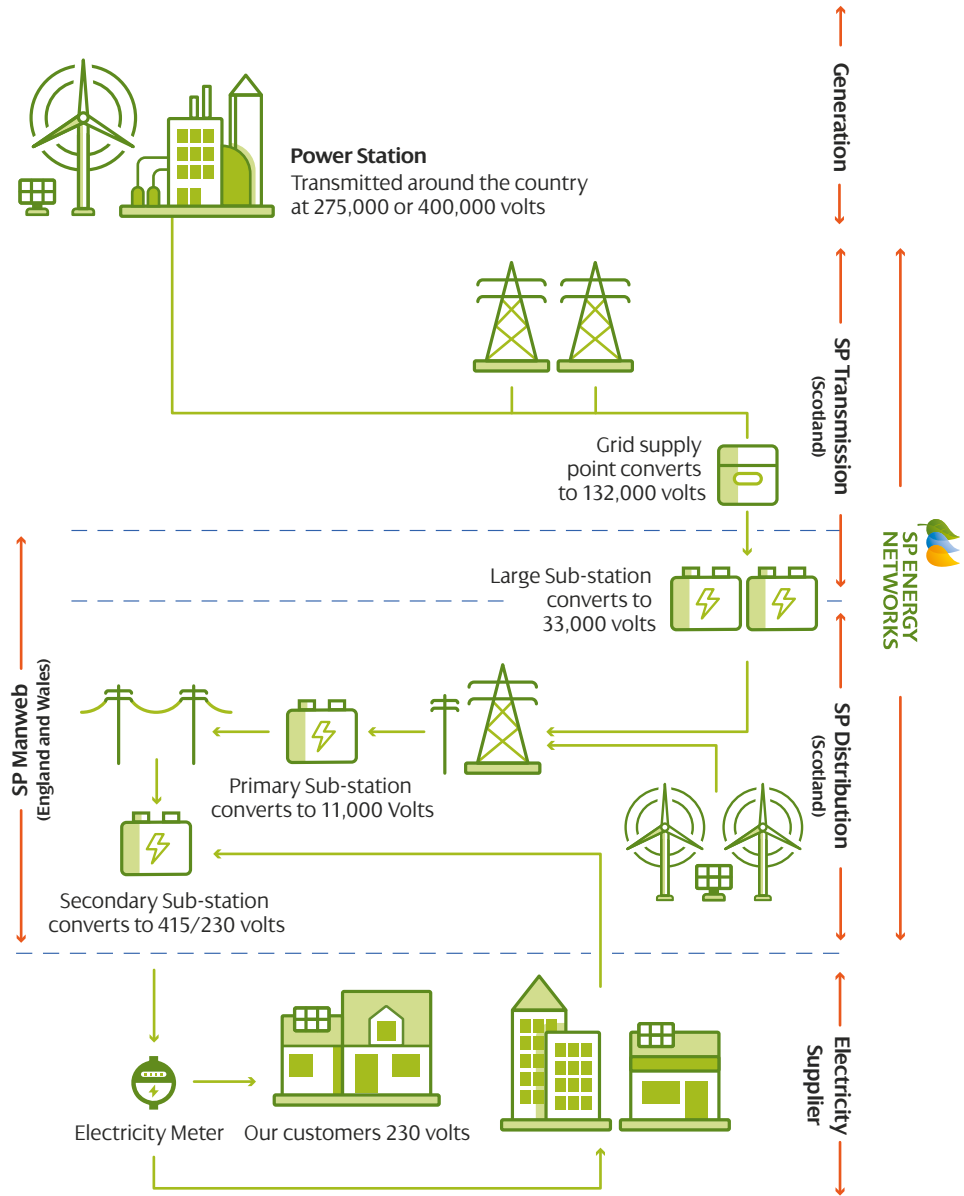 Generation
Power Station
Transmitted around the country
at 275,000 or 400,000 volts
SP Transmission
(Scotland)
Grid supply
point converts
to 132,000 volts
SP ENERGY
NETWORKS
Large Sub-station
converts to
33,000 volts
SP Manweb
(England and Wales)
SP Distribution
(Scotland)
Primary Sub-station
converts to 11,000 Volts
Secondary Sub-station
converts to 415/230 volts
Electricity
Supplier
Electricity Meter
Our customers 230 volts